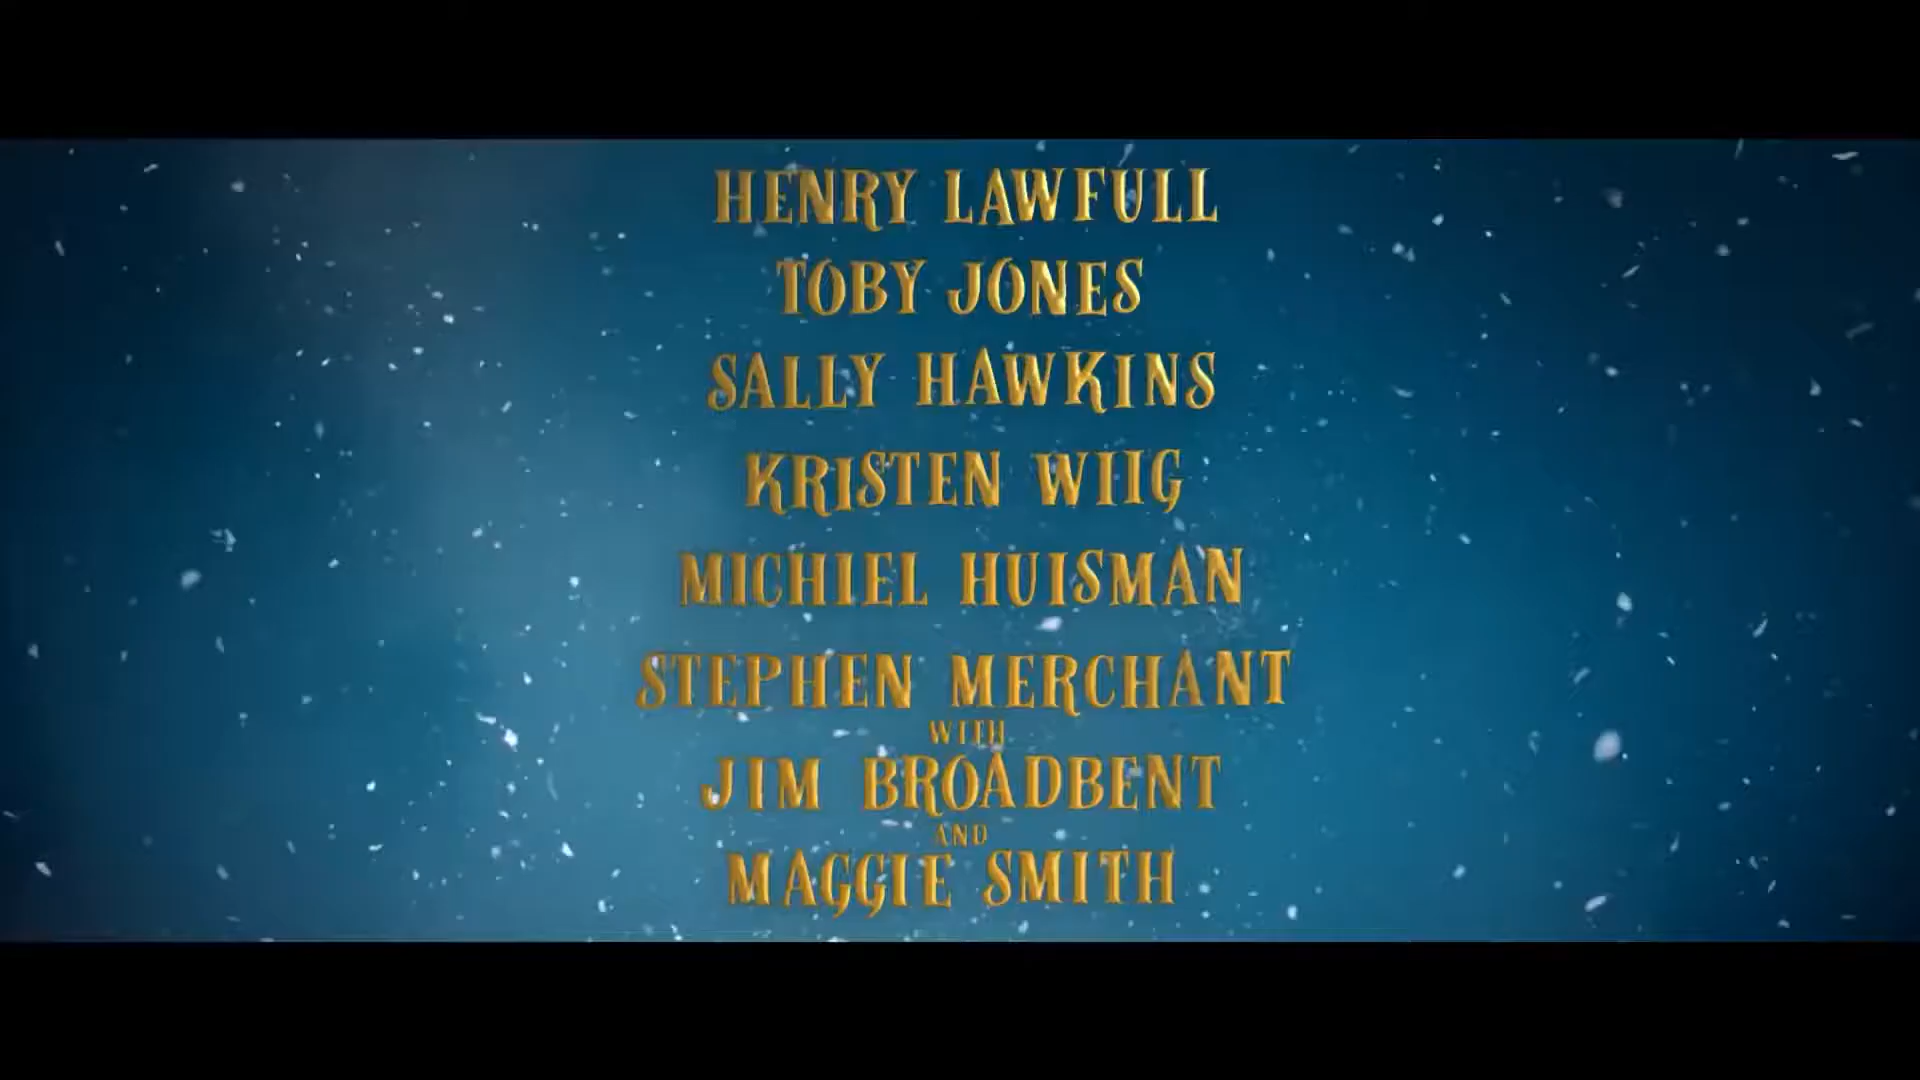 HENRY LAWFULL
TOBY JONES
SALLY HAWKINS
KRISTEN WIIG
MICHIEL HUISMAN
STEPHEN MERCHANT
WITH
JIM BROADBENT
AND
MAGGIE SMITH